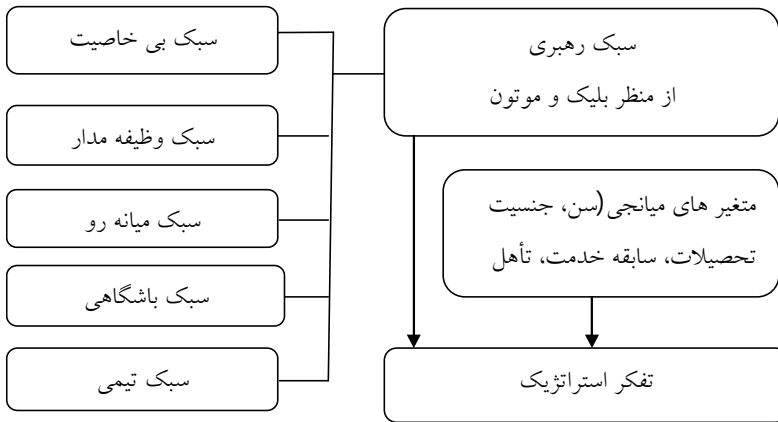 سبک رهبری
از منظر بلیک و موتون
سبک بی خاصیت
سبک وظیفه مدار
سبک میانه رو
سبک باشگاهی
سبک تیمی
متغیر های میانجی(سن، جنسیت
تحصیلات، سابقه خدمت، تأهل
تفکر استراتژیک